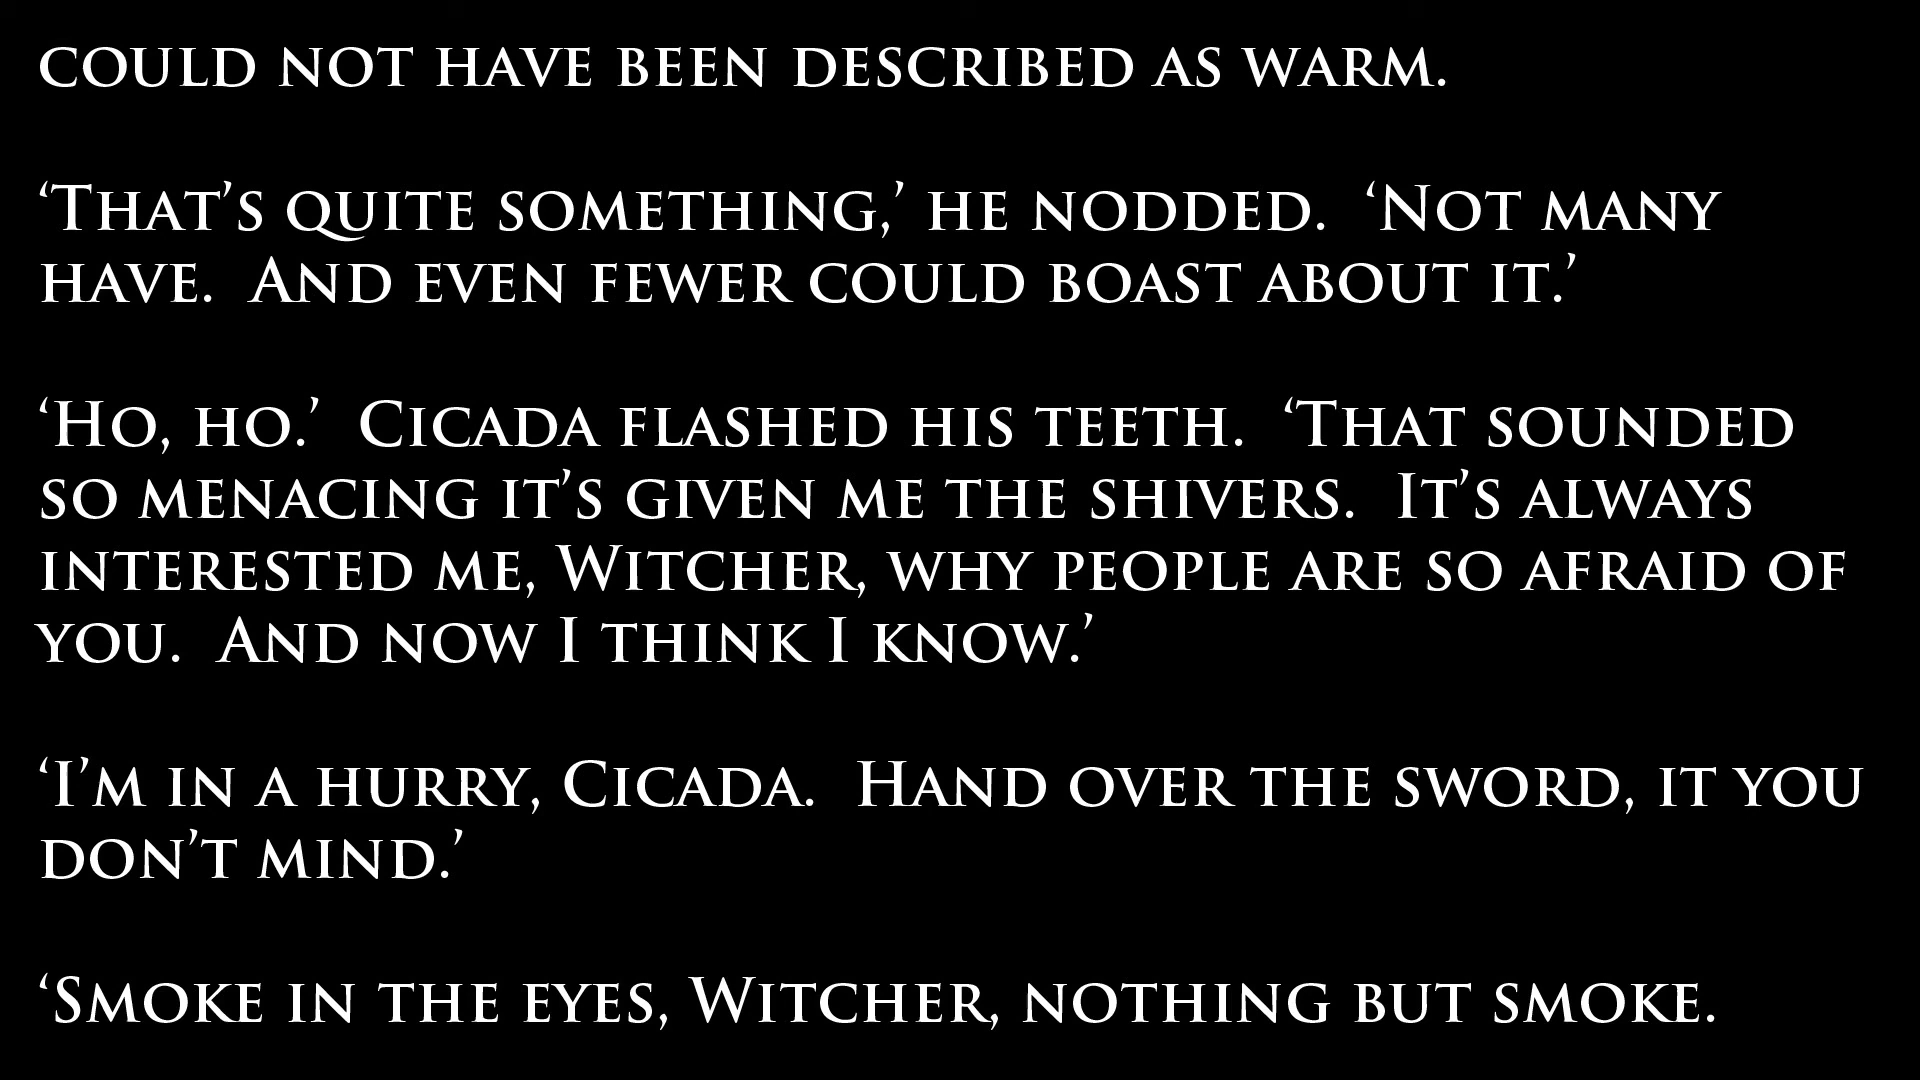 could not have been described as warm.
‘That’s quite something,’ he nodded.  ‘Not many
have.  And even fewer could boast about it.’
‘Ho, ho.’  Cicada flashed his teeth.  ‘That sounded
so menacing it’s given me the shivers.  It’s always
interested me, Witcher, why people are so afraid of
you.  And now I think I know.’
‘I’m in a hurry, Cicada.  Hand over the sword, it you
don’t mind.’
‘Smoke in the eyes, Witcher, nothing but smoke.